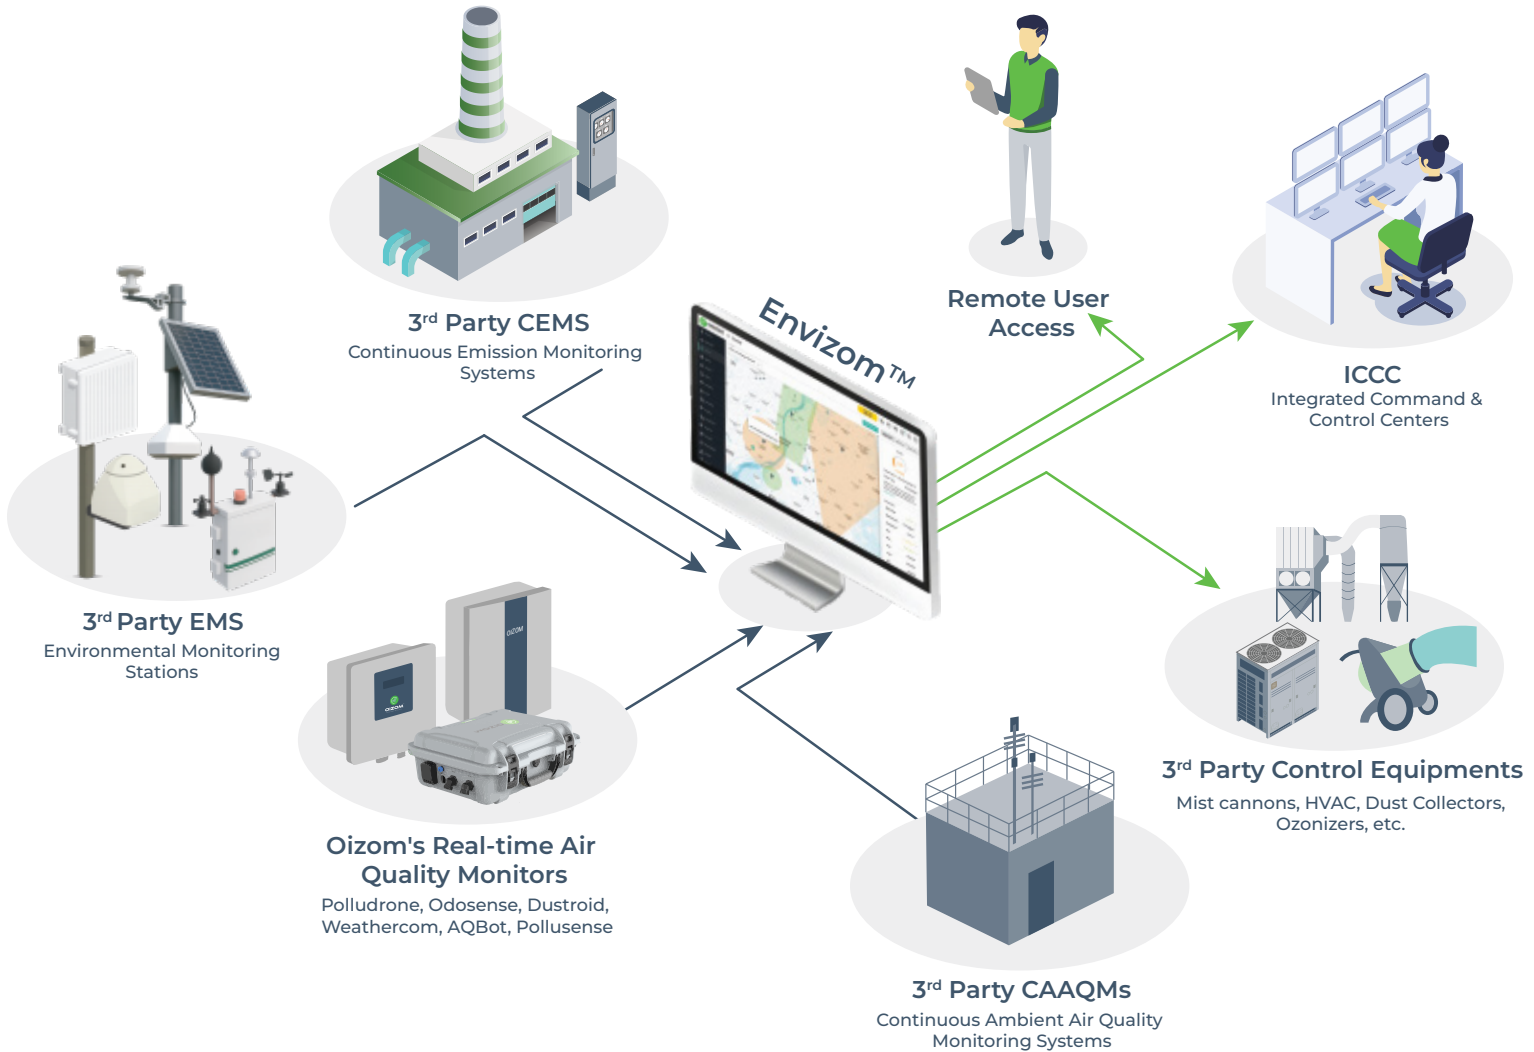 3rd Party CEMS
Continuous Emission Monitoring
Systems
Envizom™
Remote User
Access
ICCC
Integrated Command &
Control Centers
3rd Party EMS
Environmental Monitoring
Stations
OIZOM
OIZOM
Oizom's Real-time Air
Quality Monitors
Polludrone, Odosense, Dustroid,
Weathercom, AQBot, Pollusense
3rd Party Control Equipments
Mist cannons, HVAC, Dust Collectors,
Ozonizers, etc.
3rd Party CAAQMs
Continuous Ambient Air Quality
Monitoring Systems